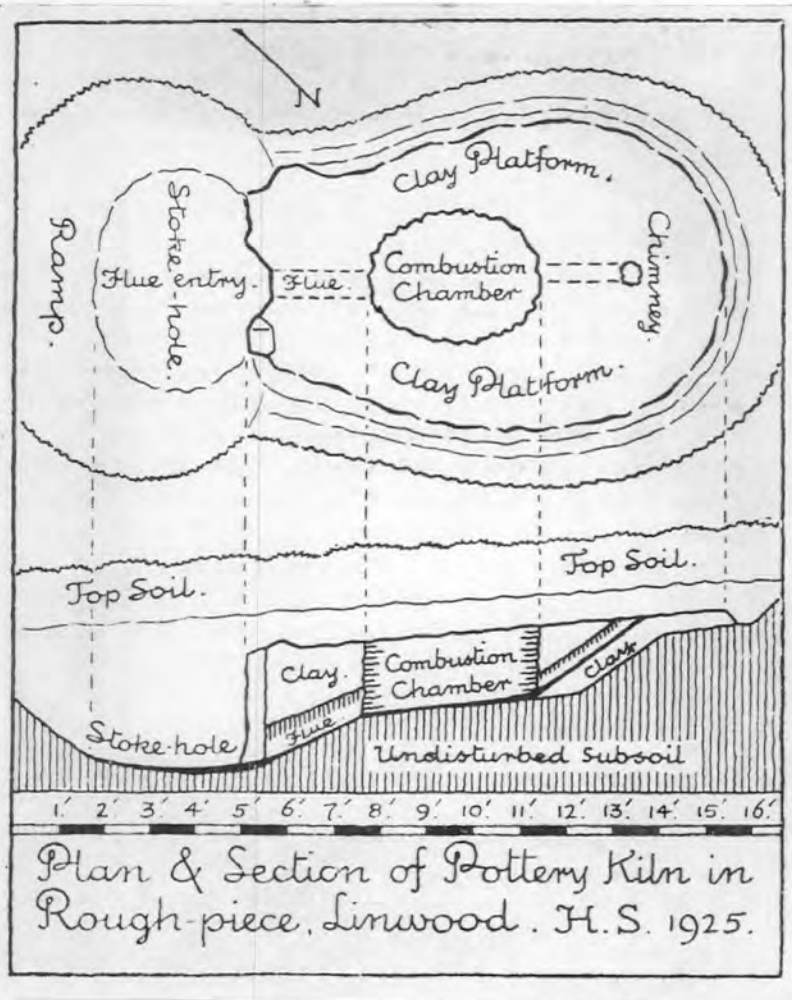 N
Clay Platform.
Ramp.
Stoke-hole.
Flue entry.
Flue.
Combustion
Chamber
Chimney.
Clay Platform.
Top Soil.
Top Soil.
Clay.
Combustion
Chamber
Clay
Flue
Stoke-hole
Undisturbed Subsoil
1.' 2.' 3.' 4.' 5.' 6.' 7.' 8.' 9.' 10.' 11.' 12.' 13.' 14.' 15.' 16.'
Plan & Section of Pottery Kiln in
Rough-piece, Linwood. H.S. 1925.